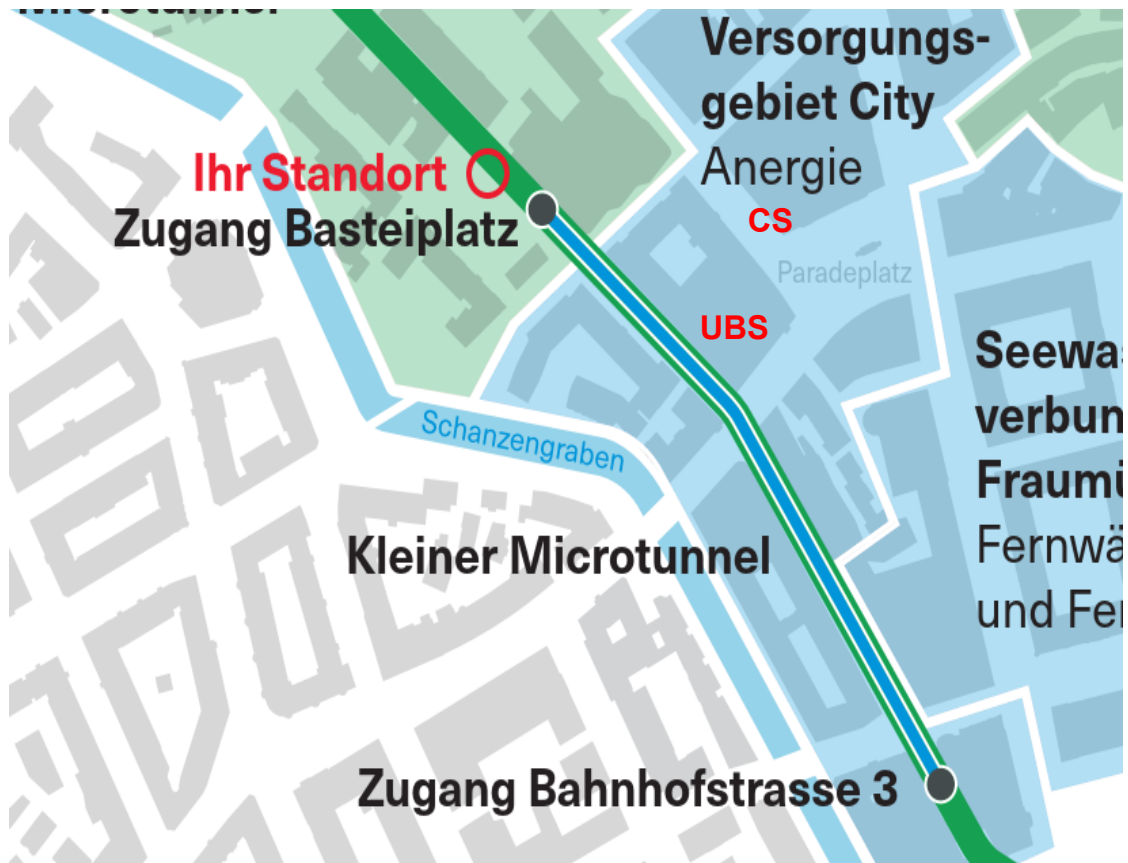 Versorgungs-
gebiet City
Anergie
Ihr Standort
Zugang Basteiplatz
CS
Paradeplatz
UBS
Schanzengraben
Kleiner Microtunnel
Zugang Bahnhofstrasse 3